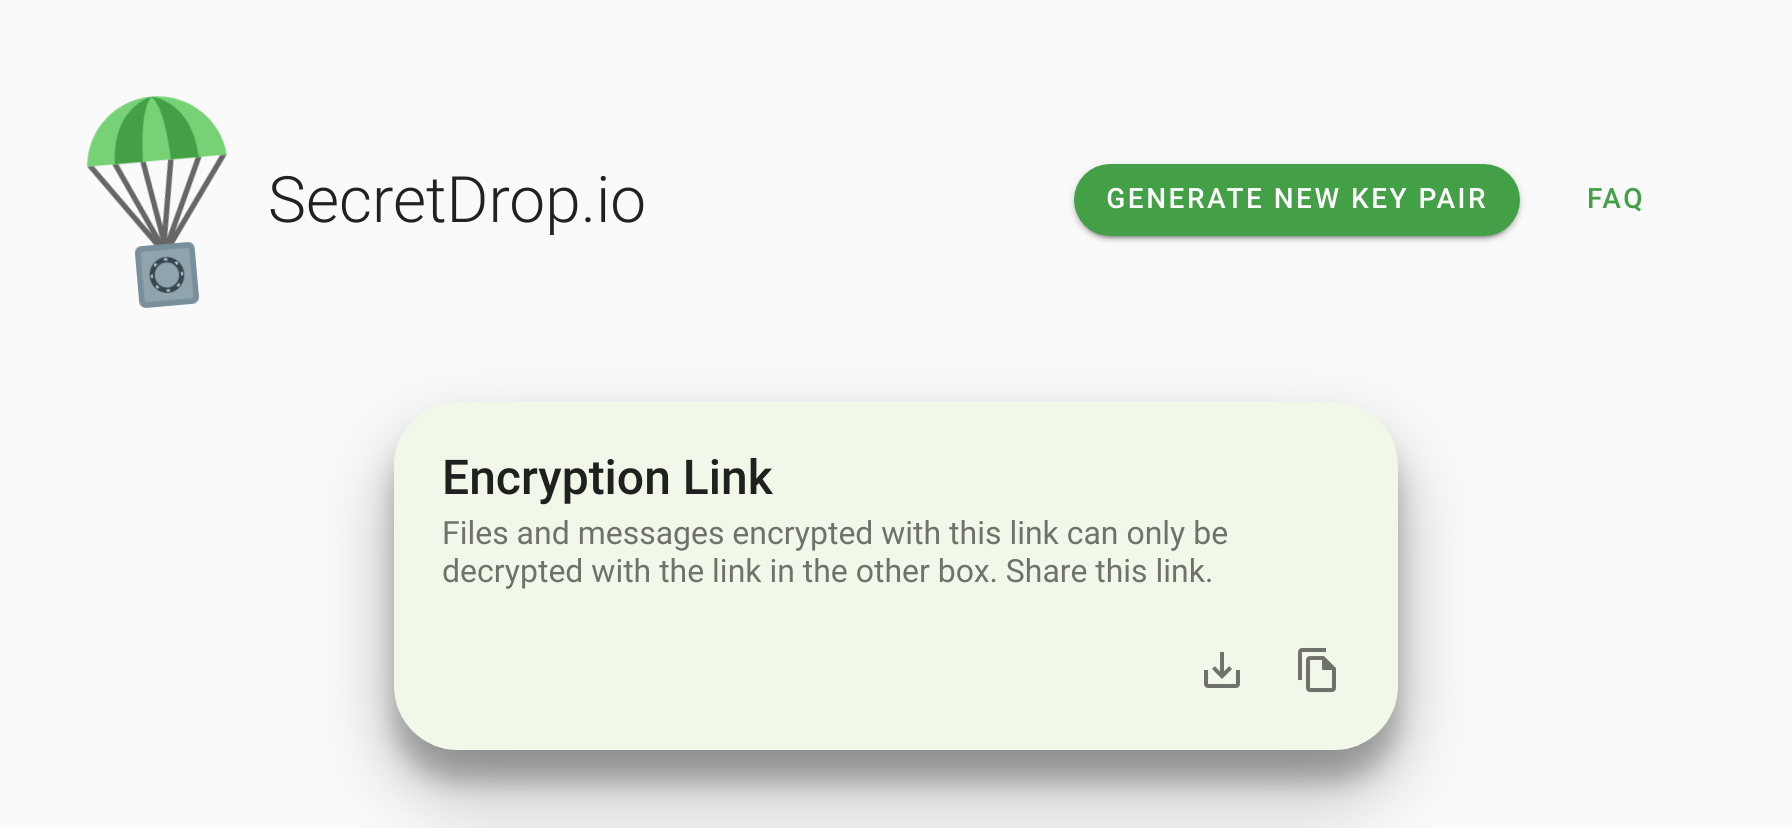 SecretDrop.io
GENERATE NEW KEY PAIR
FAQ
Encryption Link
Files and messages encrypted with this link can only be
decrypted with the link in the other box. Share this link.